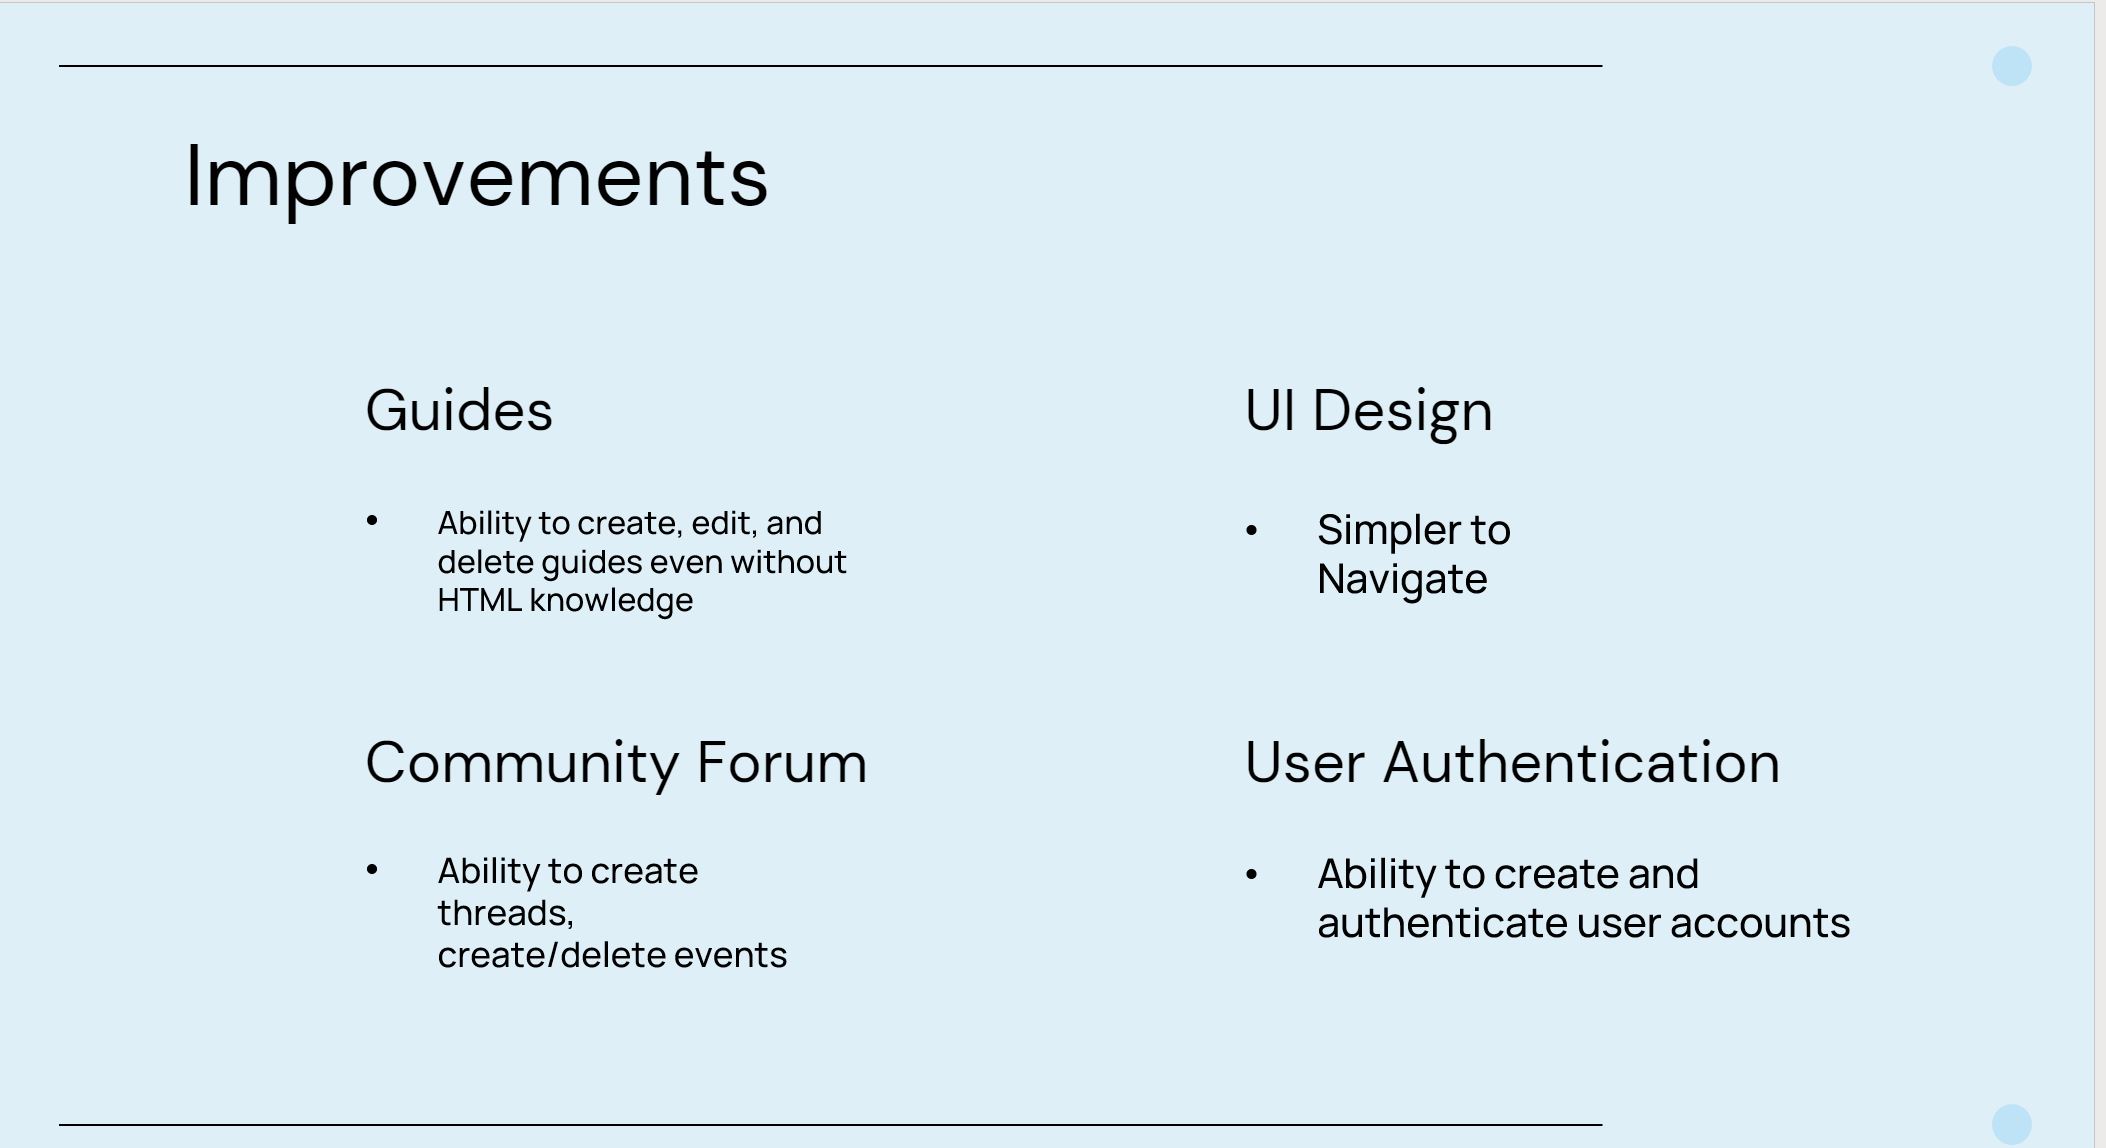 Improvements
Guides
• Ability to create, edit, and
delete guides even without
HTML knowledge
UI Design
• Simpler to
Navigate
Community Forum
• Ability to create
threads,
create/delete events
User Authentication
• Ability to create and
authenticate user accounts